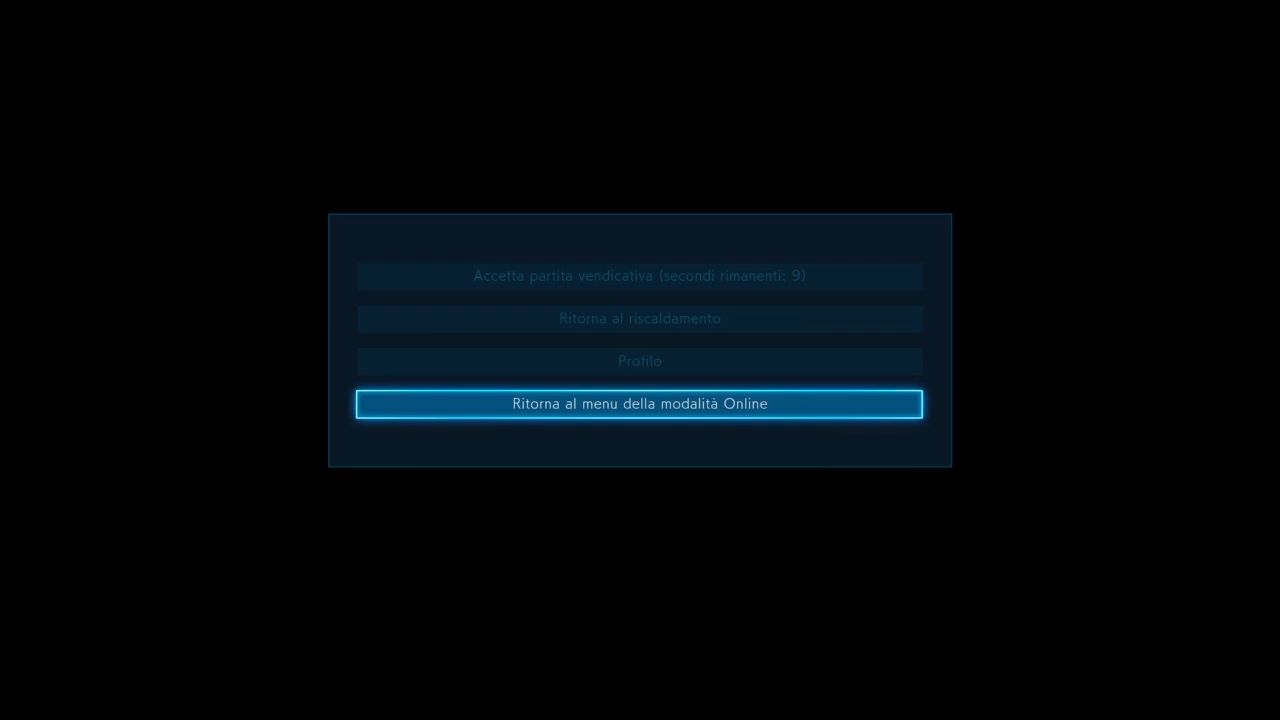 Accetta partita vendicativa (secondi rimanenti: 9)
Ritorna al riscaldamento
Profilo
Ritorna al menu della modalità Online